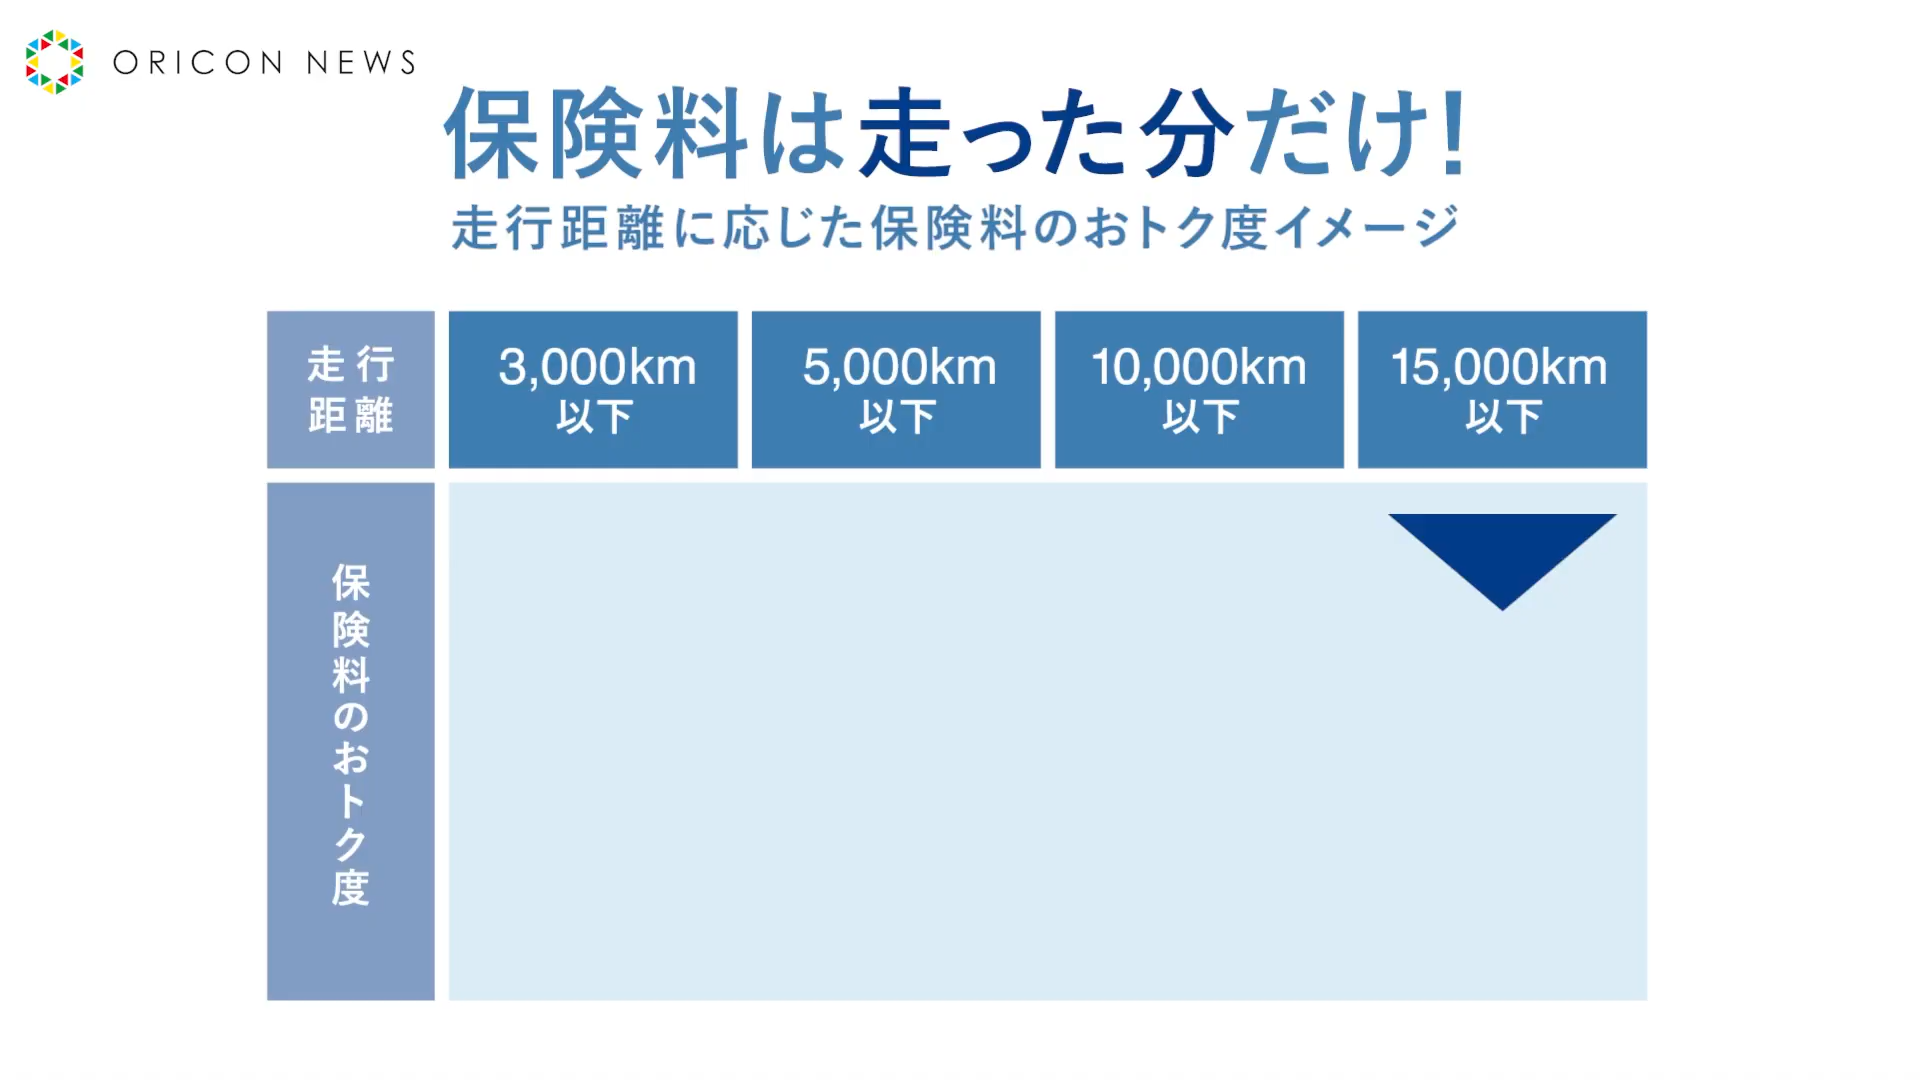 ORICON NEWS
保険料は走った分だけ!
走行距離に応じた保険料のおトク度イメージ
走行
距離
3,000km
以下
5,000km
以下
10,000km
以下
15,000km
以下
保険料のおトク度